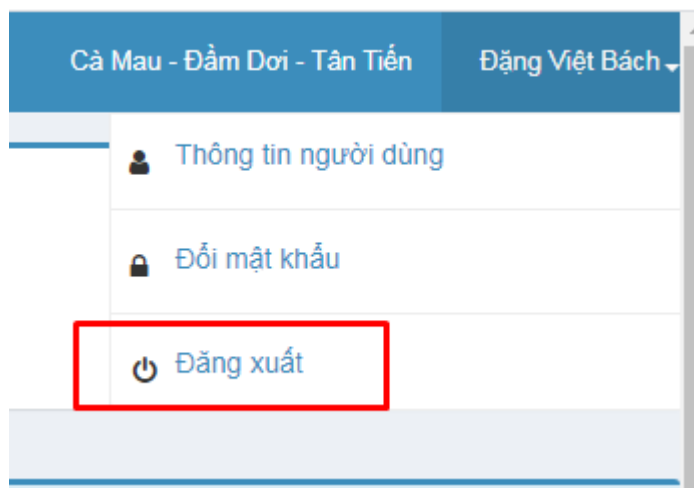 Cà Mau - Đầm Dơi - Tân Tiến Đặng Việt Bách
Thông tin người dùng
Đổi mật khẩu
Đăng xuất